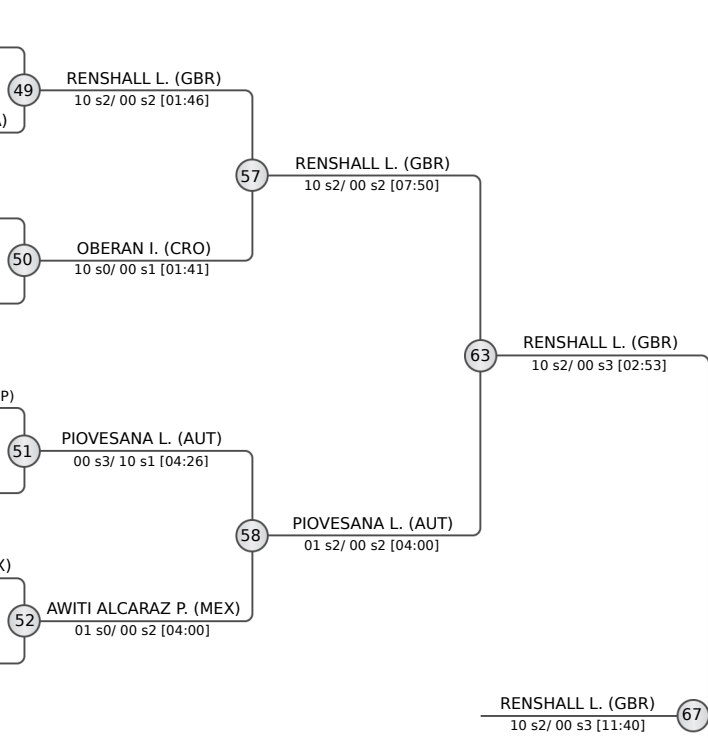 RENSHALL L. (GBR)
49
10 s2/ 00 s2 [01:46]
)
RENSHALL L. (GBR)
57
10 s2/ 00 s2 [07:50]
OBERAN I. (CRO)
50
10 s0/ 00 s1 [01:41]
RENSHALL L. (GBR)
63
10 s2/ 00 s3 [02:53]
P)
PIOVESANA L. (AUT)
51
00 s3/ 10 s1 [04:26]
PIOVESANA L. (AUT)
58
01 s2/ 00 s2 [04:00]
X)
AWITI ALCARAZ P. (MEX)
52
01 s0/ 00 s2 [04:00]
RENSHALL L. (GBR)
67
10 s2/ 00 s3 [11:40]